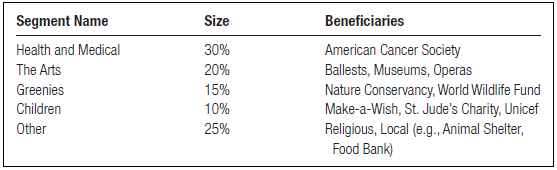 Segment Name Size Beneficiaries
Health and Medical 30% American Cancer Society
The Arts 20% Ballests, Museums, Operas
Greenies 15% Nature Conservancy, World Wildlife Fund
Children 10% Make-a-Wish, St. Jude's Charity, Unicef
Other 25% Religious, Local (e.g., Animal Shelter,
Food Bank)